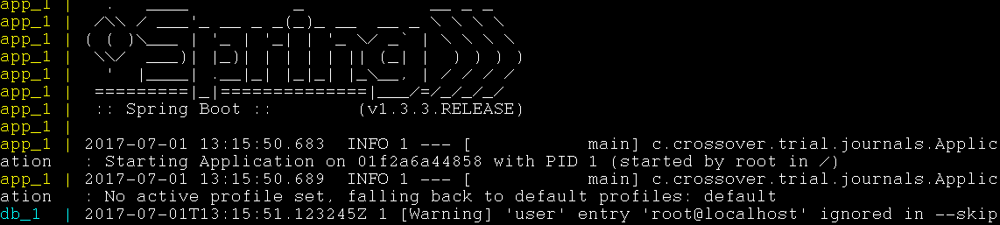 app_1 |   .   ____          _            __ _ _
app_1 |  /\\ / ___'_ __ _ _(_)_ __  __ _ \ \ \ \
app_1 | ( ( )\___ | '_ | '_| | '_ \/ _` | \ \ \ \
app_1 |  \\/  ___)| |_)| | | | | || (_| |  ) ) ) )
app_1 |   '  |____| .__|_| |_|_| |_\__, | / / / /
app_1 |  =========|_|==============|___/=/_/_/_/
app_1 |  :: Spring Boot ::        (v1.3.3.RELEASE)
app_1 |
app_1 | 2017-07-01 13:15:50.683  INFO 1 --- [           main] c.crossover.trial.journals.Applic
ation   : Starting Application on 01f2a6a44858 with PID 1 (started by root in /)
app_1 | 2017-07-01 13:15:50.689  INFO 1 --- [           main] c.crossover.trial.journals.Applic
ation   : No active profile set, falling back to default profiles: default
db_1  | 2017-07-01T13:15:51.123245Z 1 [Warning] 'user' entry 'root@localhost' ignored in --skip